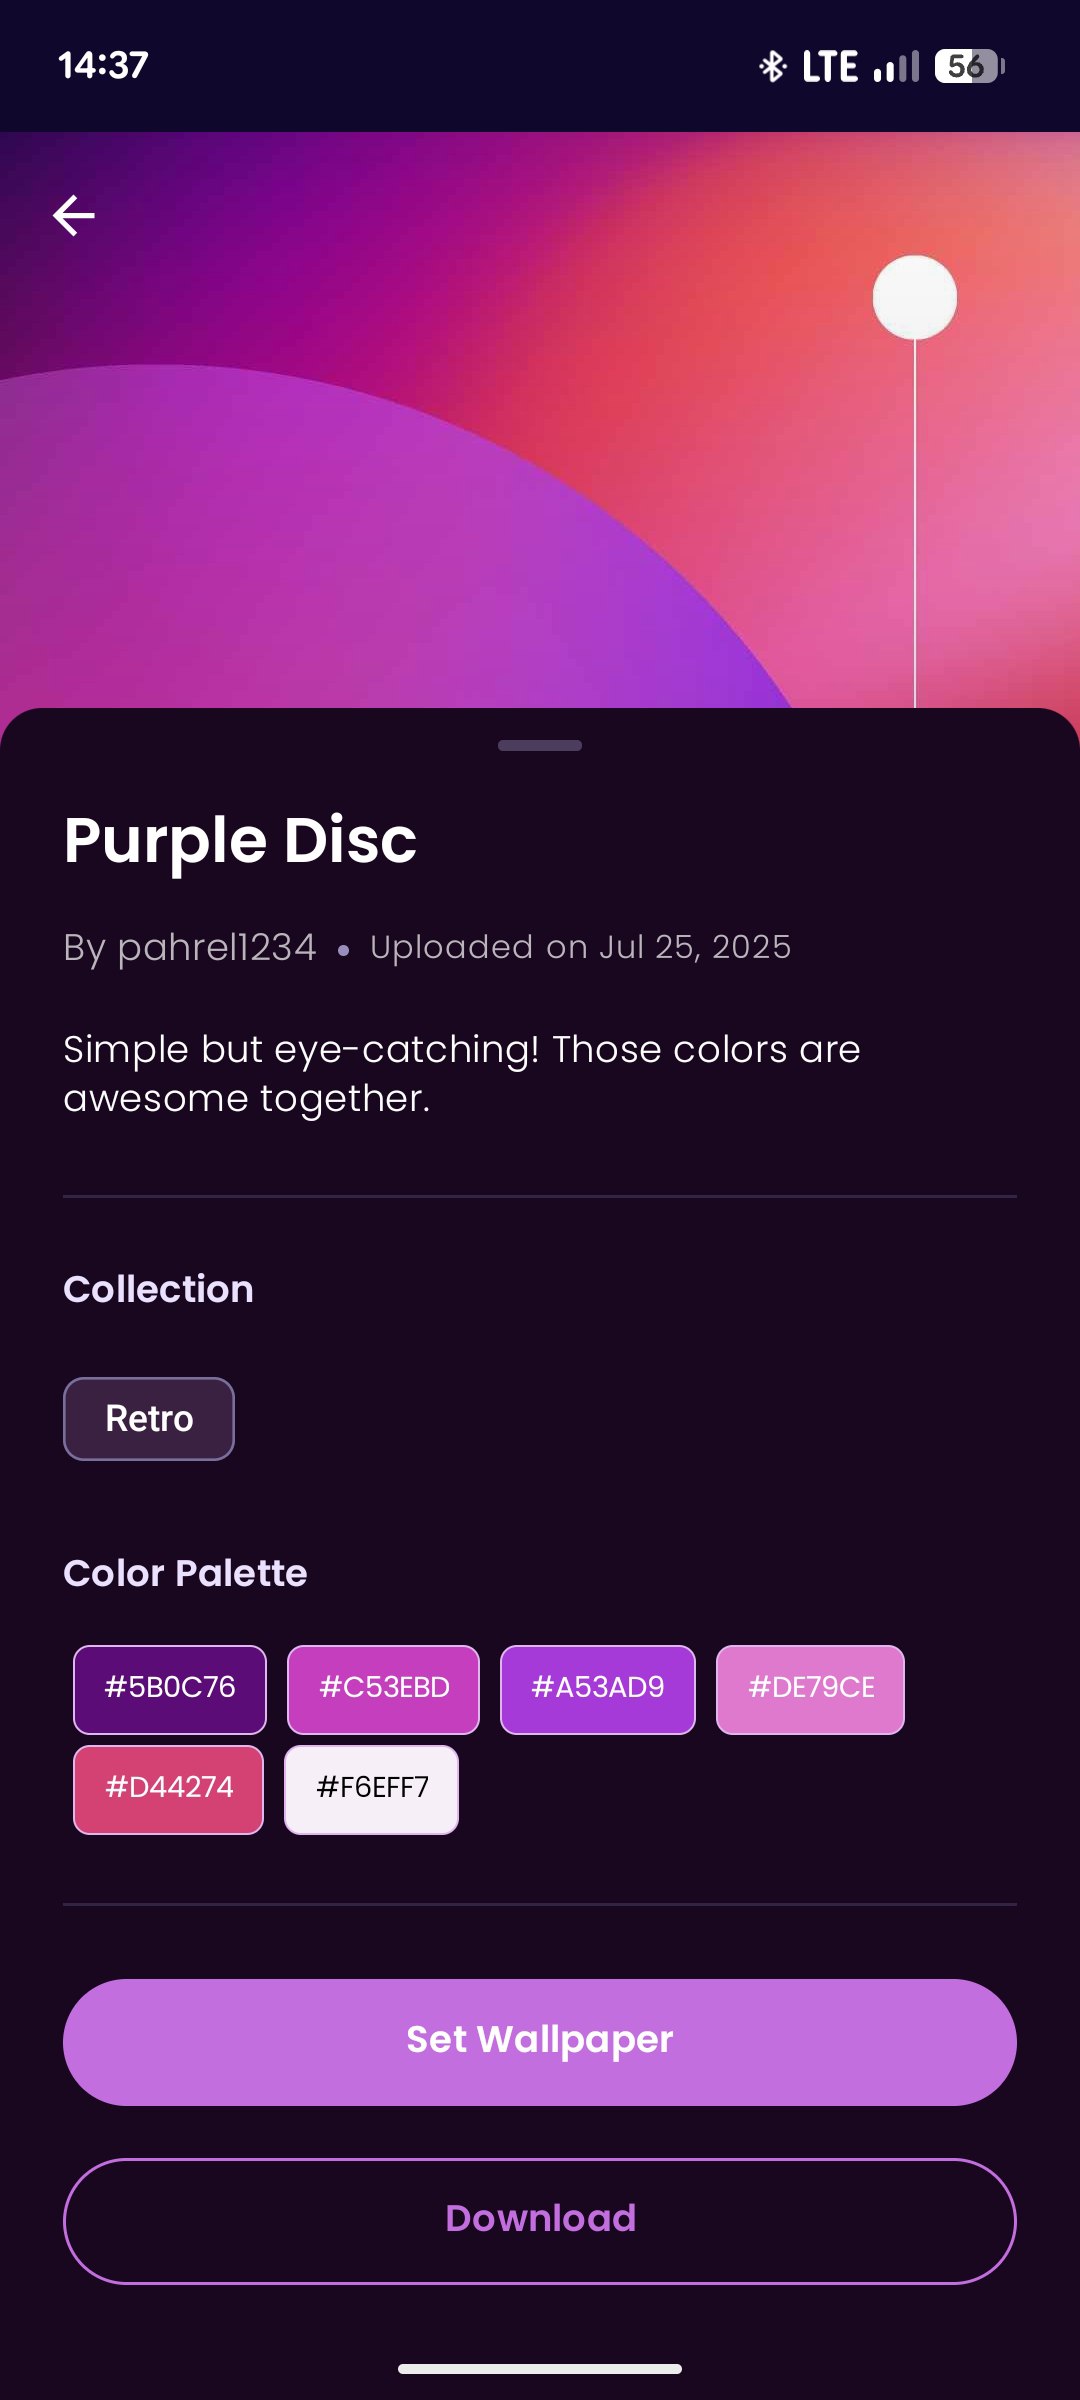 14:37
LTE
56
Purple Disc
By pahrel1234 • Uploaded on Jul 25, 2025
Simple but eye-catching! Those colors are
awesome together.
Collection
Retro
Color Palette
#5B0C76 #C53EBD #A53AD9 #DE79CE
#D44274 #F6EFF7
Set Wallpaper
Download